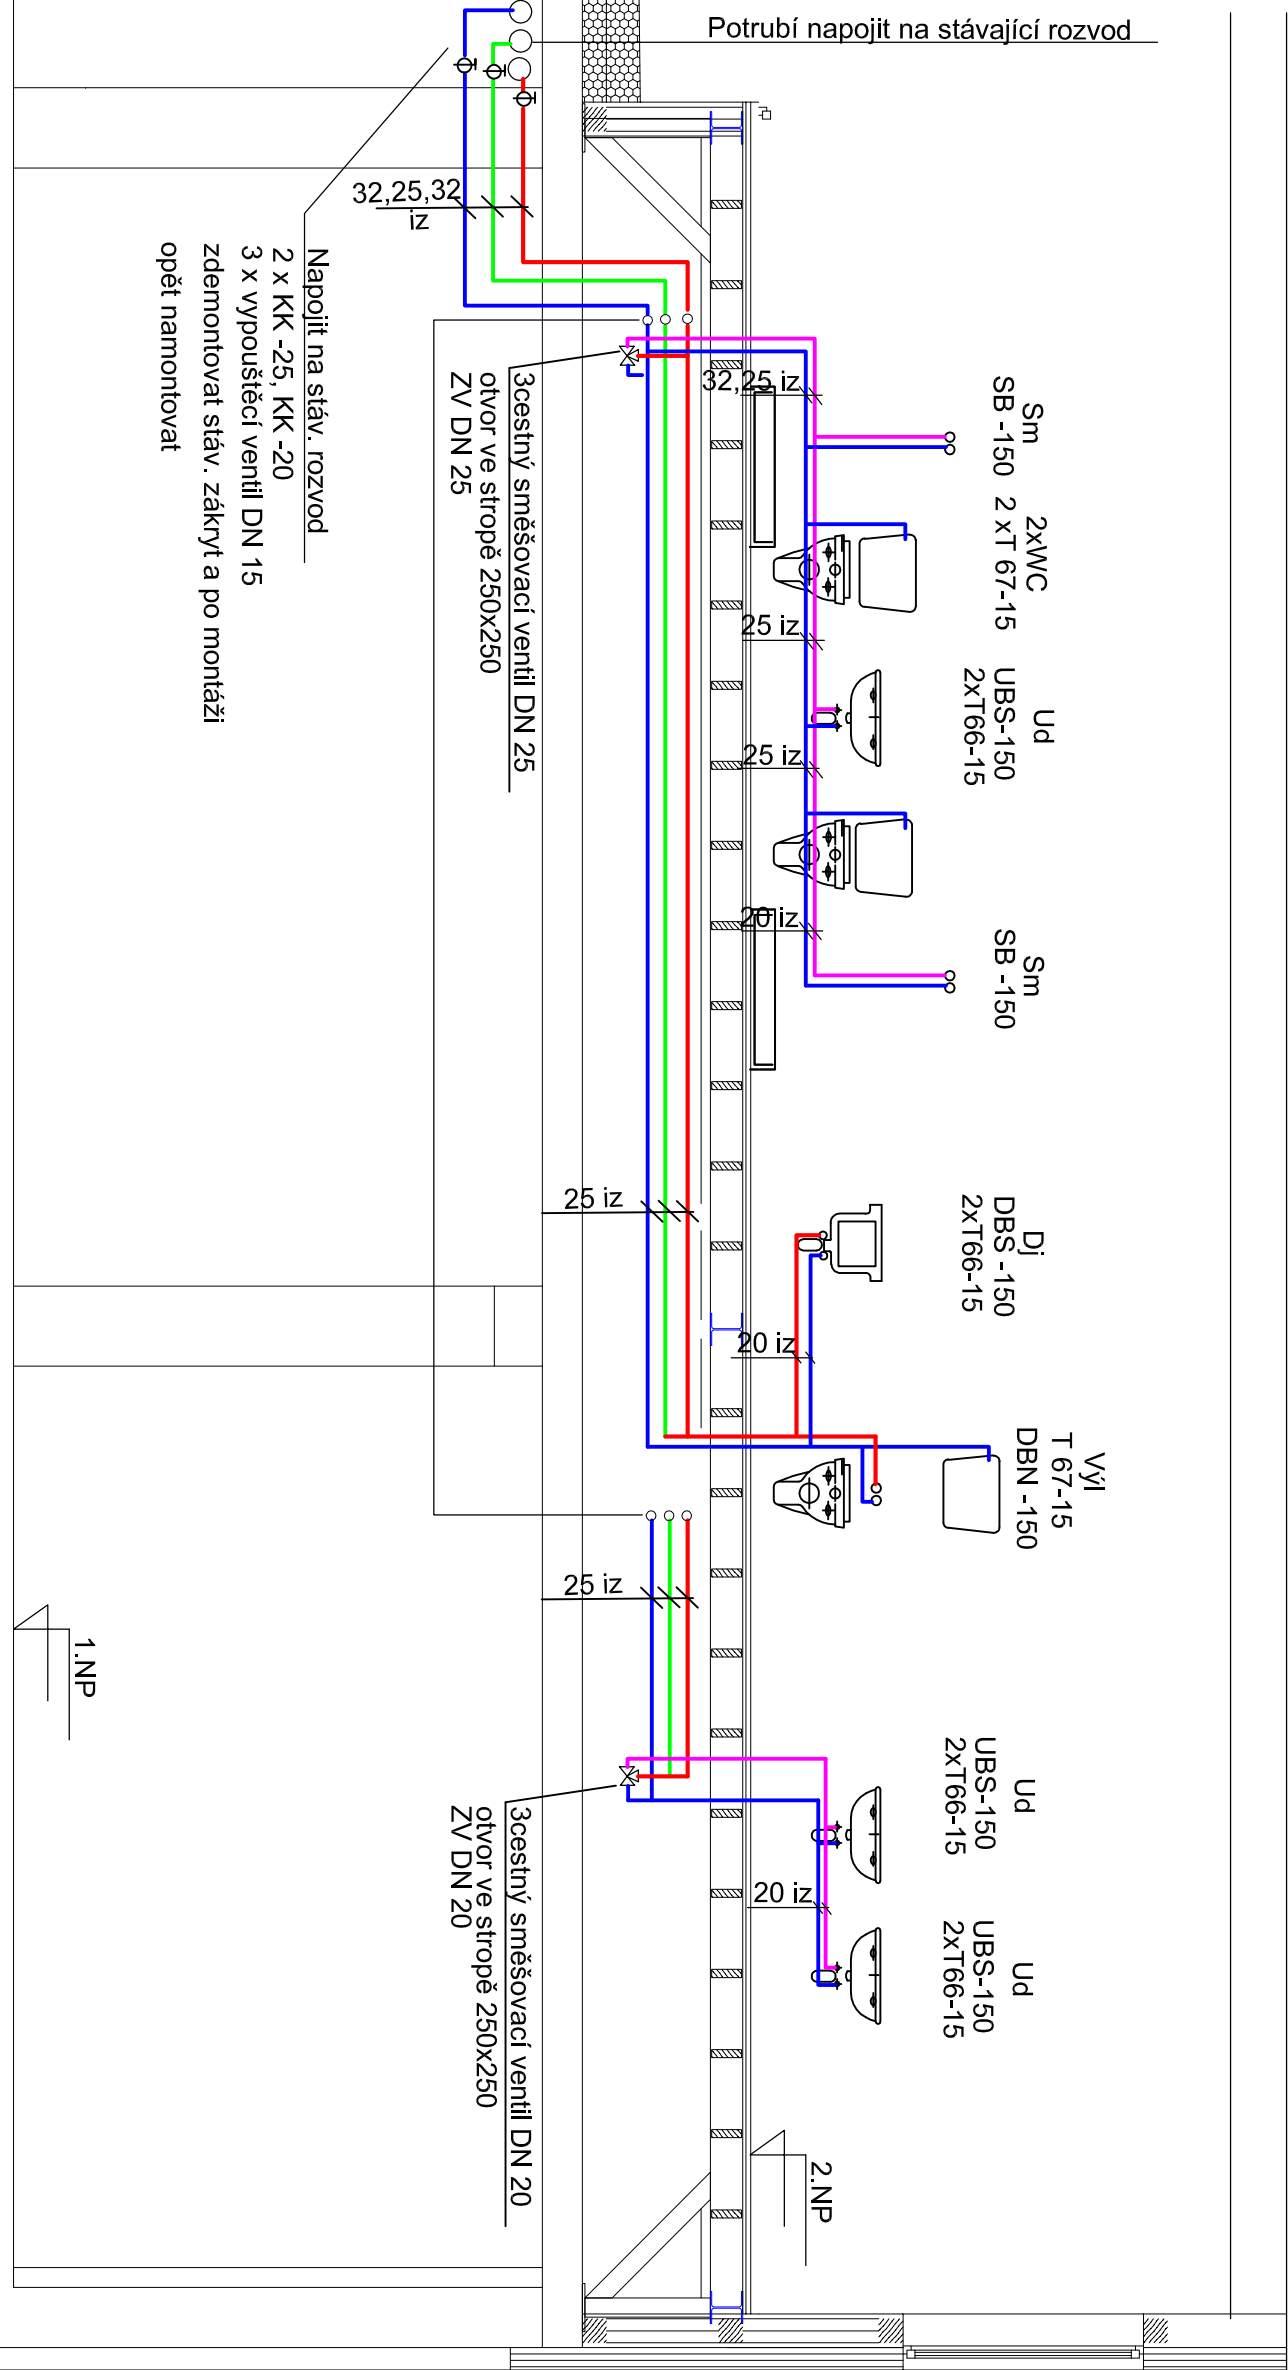 Potrubí napojit na stávající rozvod
32,25,32
iz
Napojit na stáv. rozvod
2 x KK -25, KK -20
3 x vypouštěcí ventil DN 15
zdemontovat stáv. zákryt a po montáži
opět namontovat
3cestný směšovací ventil DN 25
otvor ve stropě 250x250
ZV DN 25
32,25 iz
Sm
SB -150
2xWC
2 xT 67-15
25 iz
Ud
UBS-150
2xT66-15
25 iz
20 iz
Sm
SB -150
25 iz
Dj
DBS -150
2xT66-15
20 iz
Výl
T 67-15
DBN -150
25 iz
1.NP
3cestný směšovací ventil DN 20
otvor ve stropě 250x250
ZV DN 20
Ud
UBS-150
2xT66-15
20 iz
Ud
UBS-150
2xT66-15
2.NP